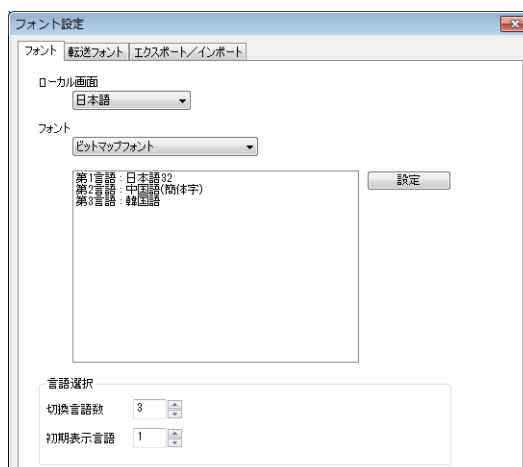 フォント設定
フォント 転送フォント エクスポート／インポート
ローカル画面
日本語
フォント
ビットマップフォント
第1言語：日本語32
第2言語：中国語(簡体字)
第3言語：韓国語
設定
言語選択
切換言語数 3
初期表示言語 1